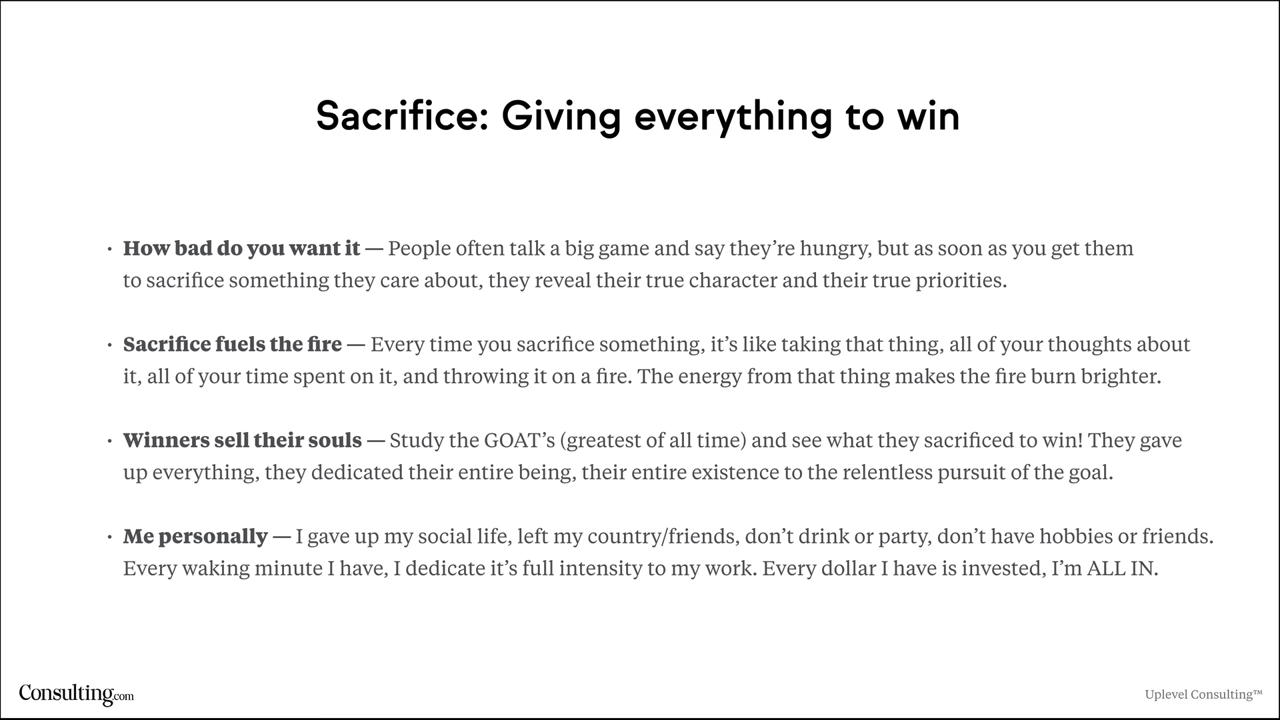 Sacrifice: Giving everything to win
· How bad do you want it — People often talk a big game and say they’re hungry, but as soon as you get them
to sacrifice something they care about, they reveal their true character and their true priorities.
· Sacrifice fuels the fire — Every time you sacrifice something, it’s like taking that thing, all of your thoughts about
it, all of your time spent on it, and throwing it on a fire. The energy from that thing makes the fire burn brighter.
· Winners sell their souls — Study the GOAT’s (greatest of all time) and see what they sacrificed to win! They gave
up everything, they dedicated their entire being, their entire existence to the relentless pursuit of the goal.
· Me personally — I gave up my social life, left my country/friends, don’t drink or party, don’t have hobbies or friends.
Every waking minute I have, I dedicate it’s full intensity to my work. Every dollar I have is invested, I’m ALL IN.
Consulting.com
Uplevel Consulting™